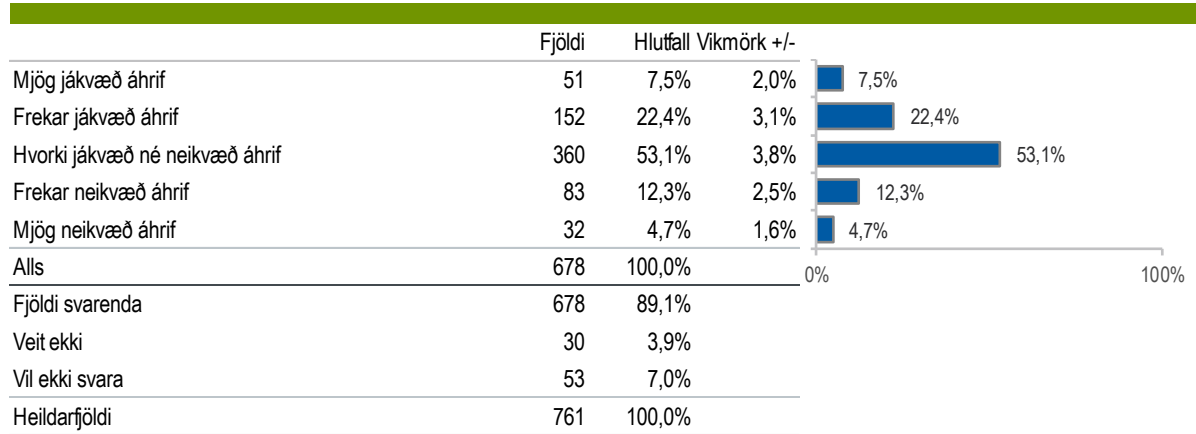 Fjöldi Hlutfall Vikmörk +/-
Mjög jákvæð áhrif 51 7,5% 2,0% 7,5%
Frekar jákvæð áhrif 152 22,4% 3,1% 22,4%
Hvorki jákvæð né neikvæð áhrif 360 53,1% 3,8% 53,1%
Frekar neikvæð áhrif 83 12,3% 2,5% 12,3%
Mjög neikvæð áhrif 32 4,7% 1,6% 4,7%
Alls 678 100,0% 0% 100%
Fjöldi svarenda 678 89,1%
Veit ekki 30 3,9%
Vil ekki svara 53 7,0%
Heildarfjöldi 761 100,0%